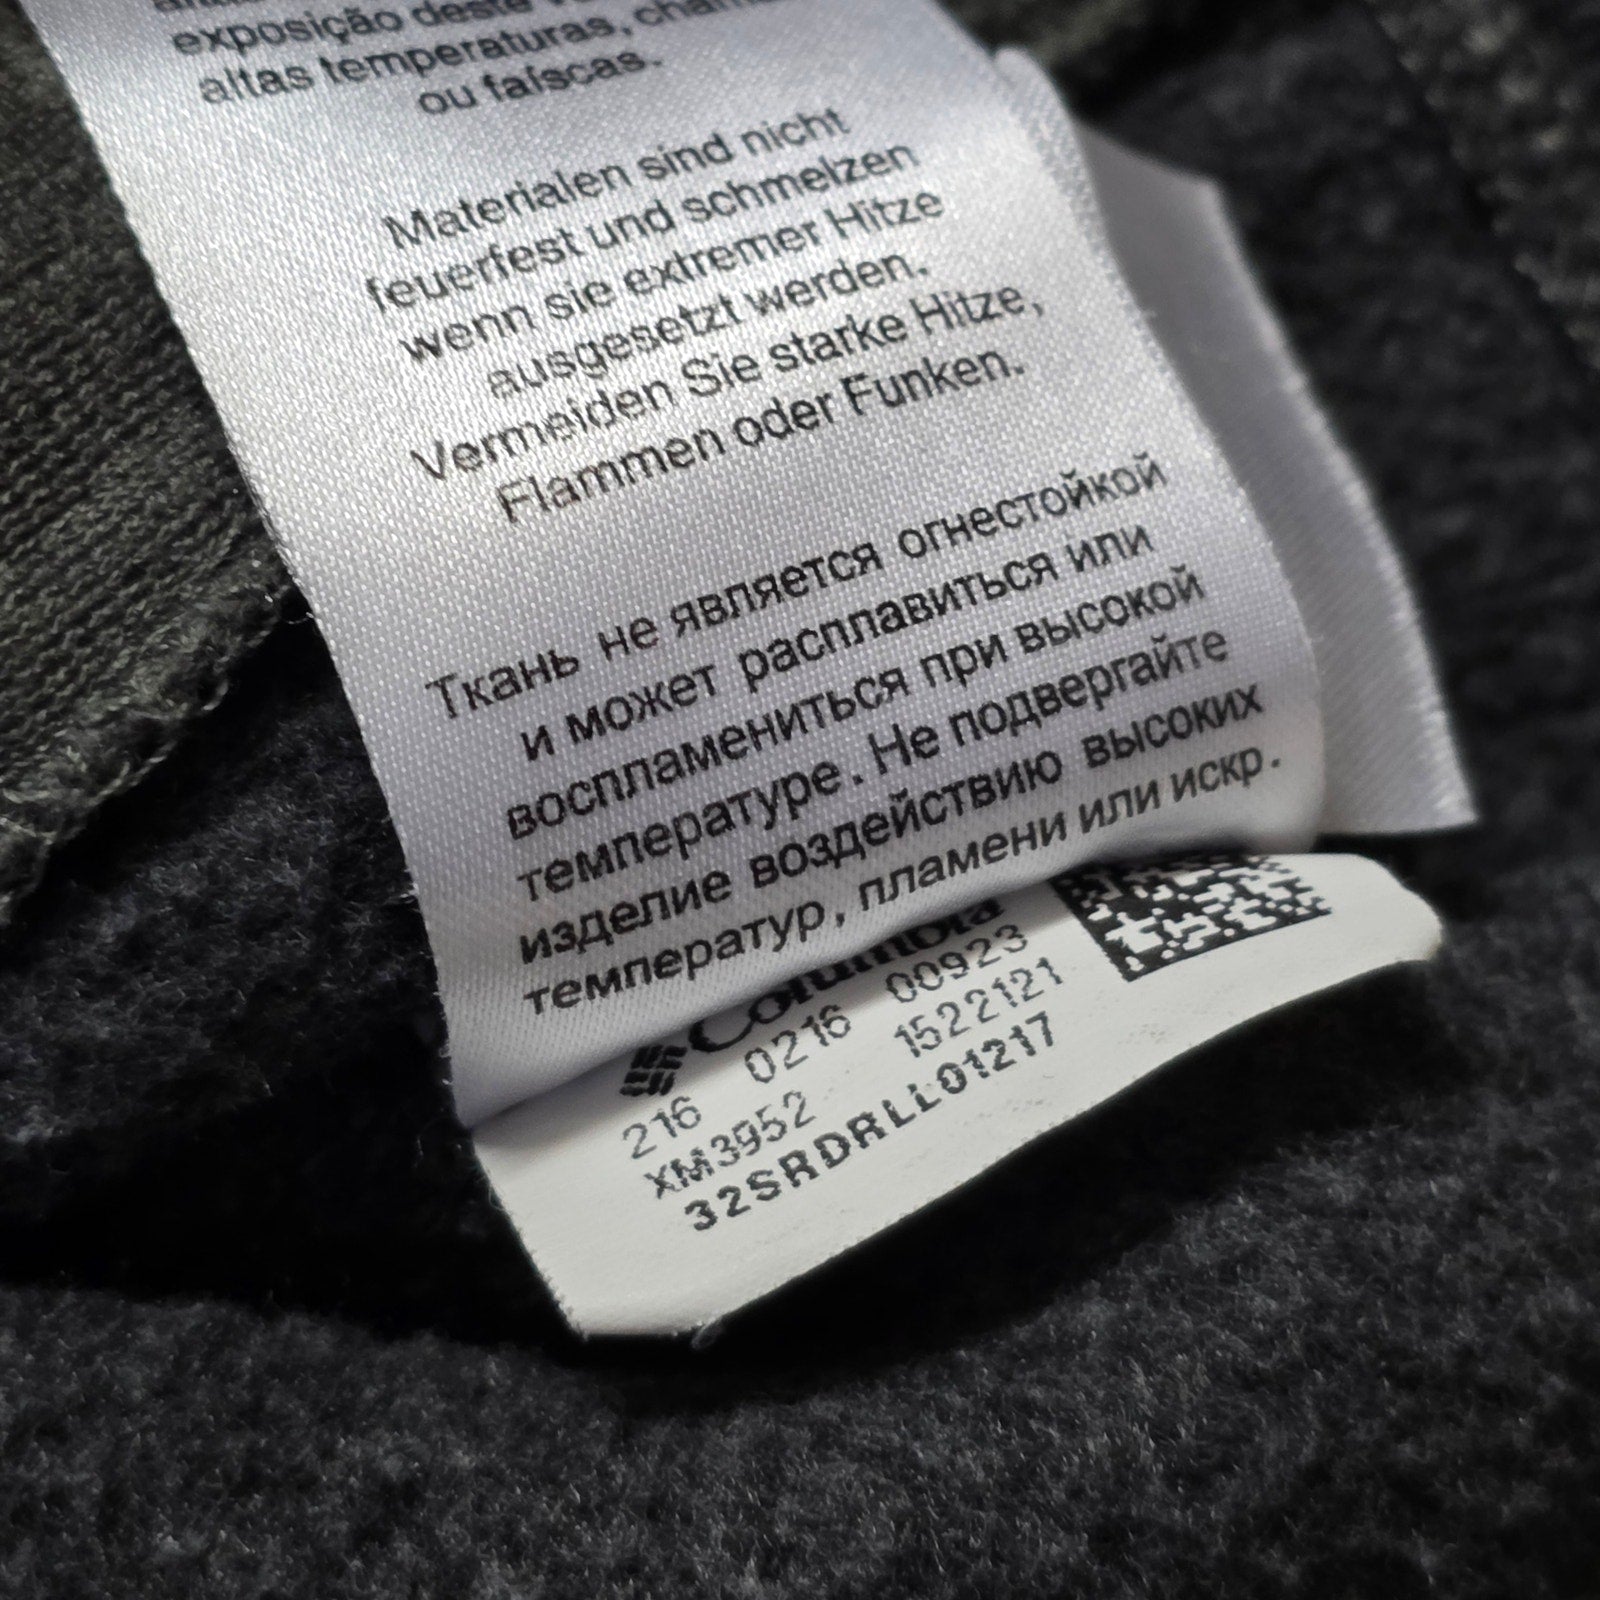 exposição deste
altas temperaturas,
ou faíscas.
Materialen sind nicht
feuerfest und schmelzen
wenn sie extremer Hitze
ausgesetzt werden.
Vermeiden Sie starke Hitze,
Flammen oder Funken.
Ткань не является огнестойкой
и может расплавиться или
воспламениться при высокой
температуре. Не подвергайте
изделие воздействию высоких
температур, пламени или искр.
Columbia
216 0216 00923
XM3952 1522121
32SRDRLL01217